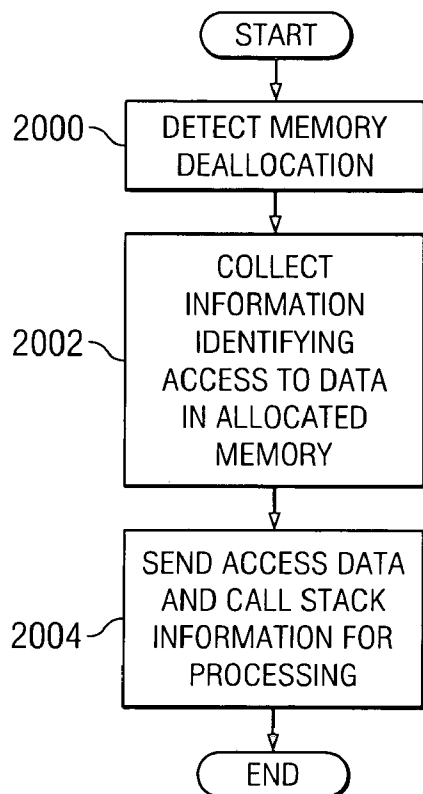 START
2000
DETECT MEMORY
DEALLOCATION
2002
COLLECT
INFORMATION
IDENTIFYING
ACCESS TO DATA
IN ALLOCATED
MEMORY
2004
SEND ACCESS DATA
AND CALL STACK
INFORMATION FOR
PROCESSING
END